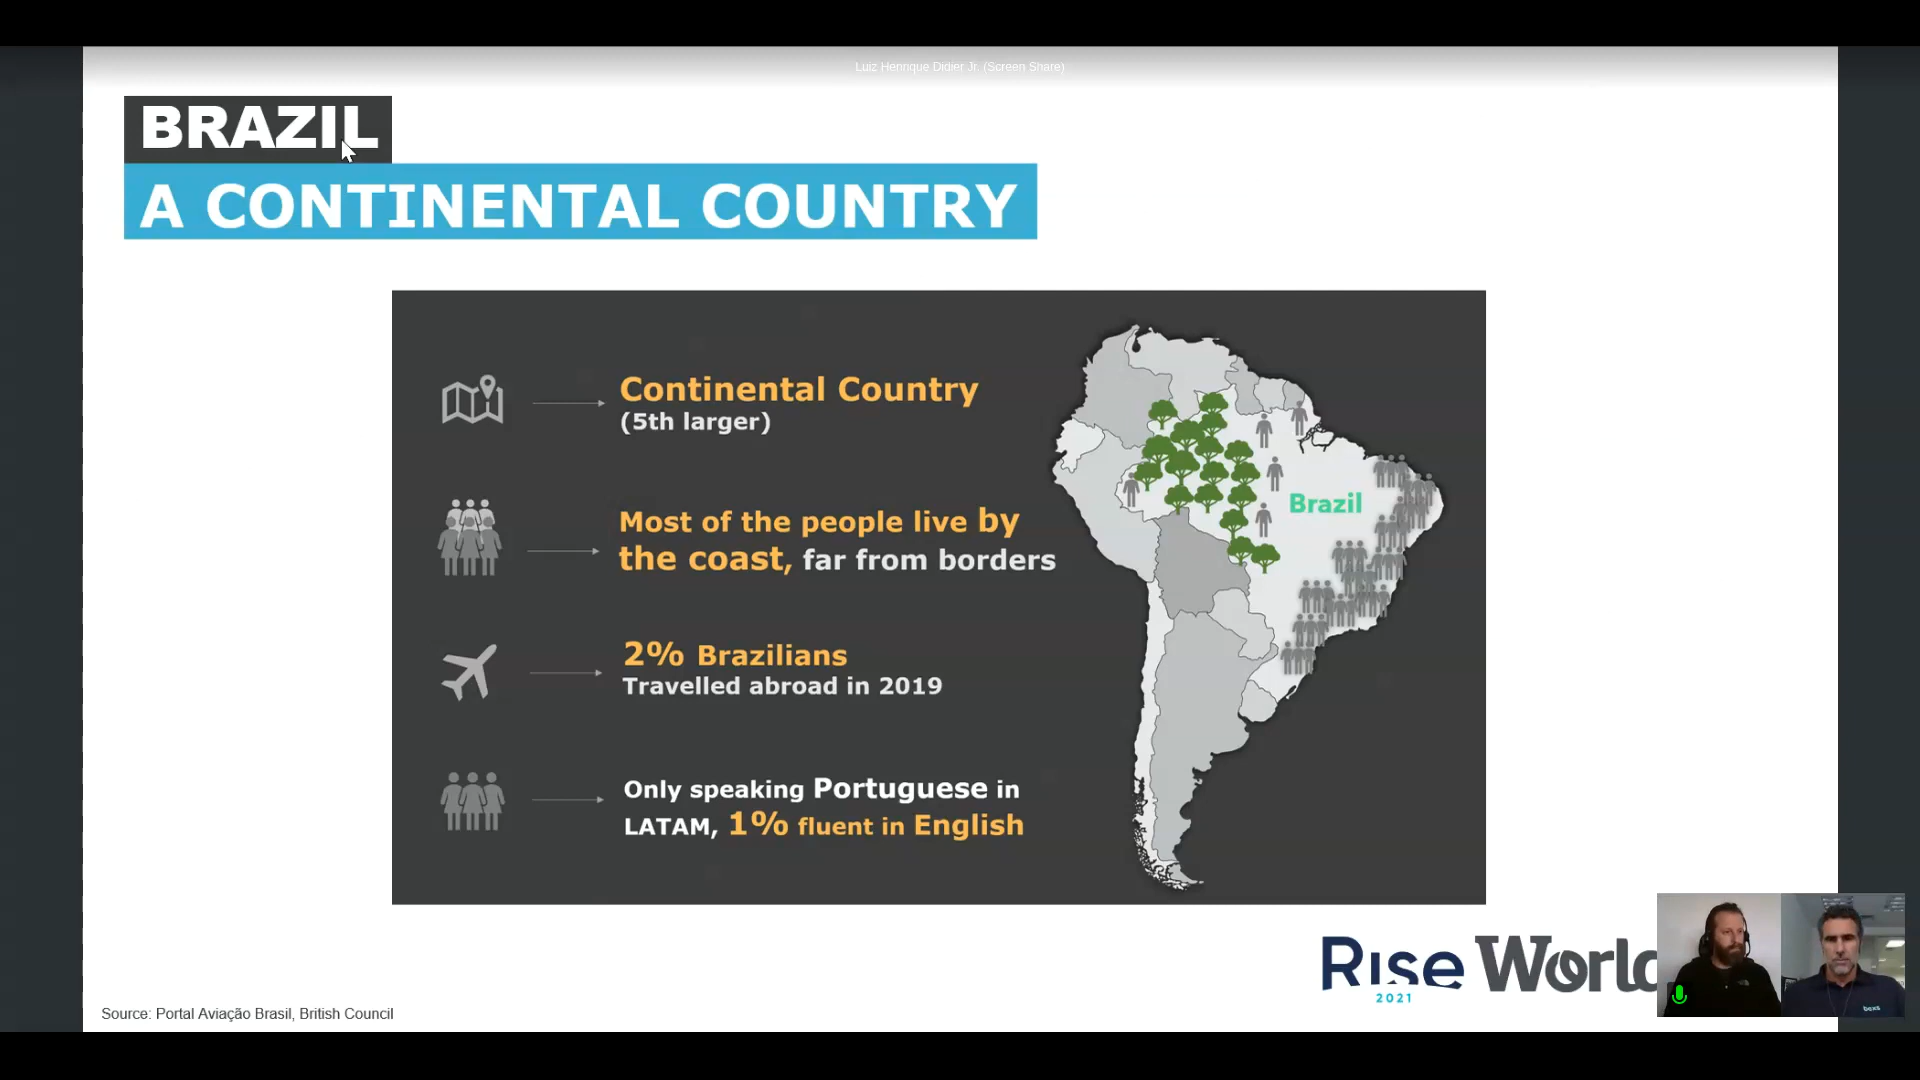 Luiz Henrique Didier Jr. (Screen Share)
BRAZIL
A CONTINENTAL COUNTRY
Continental Country
(5th larger)
Most of the people live by
the coast, far from borders
2% Brazilians
Travelled abroad in 2019
Only speaking Portuguese in
LATAM, 1% fluent in English
Brazil
Rise World
2021
bexs
Source: Portal Aviação Brasil, British Council